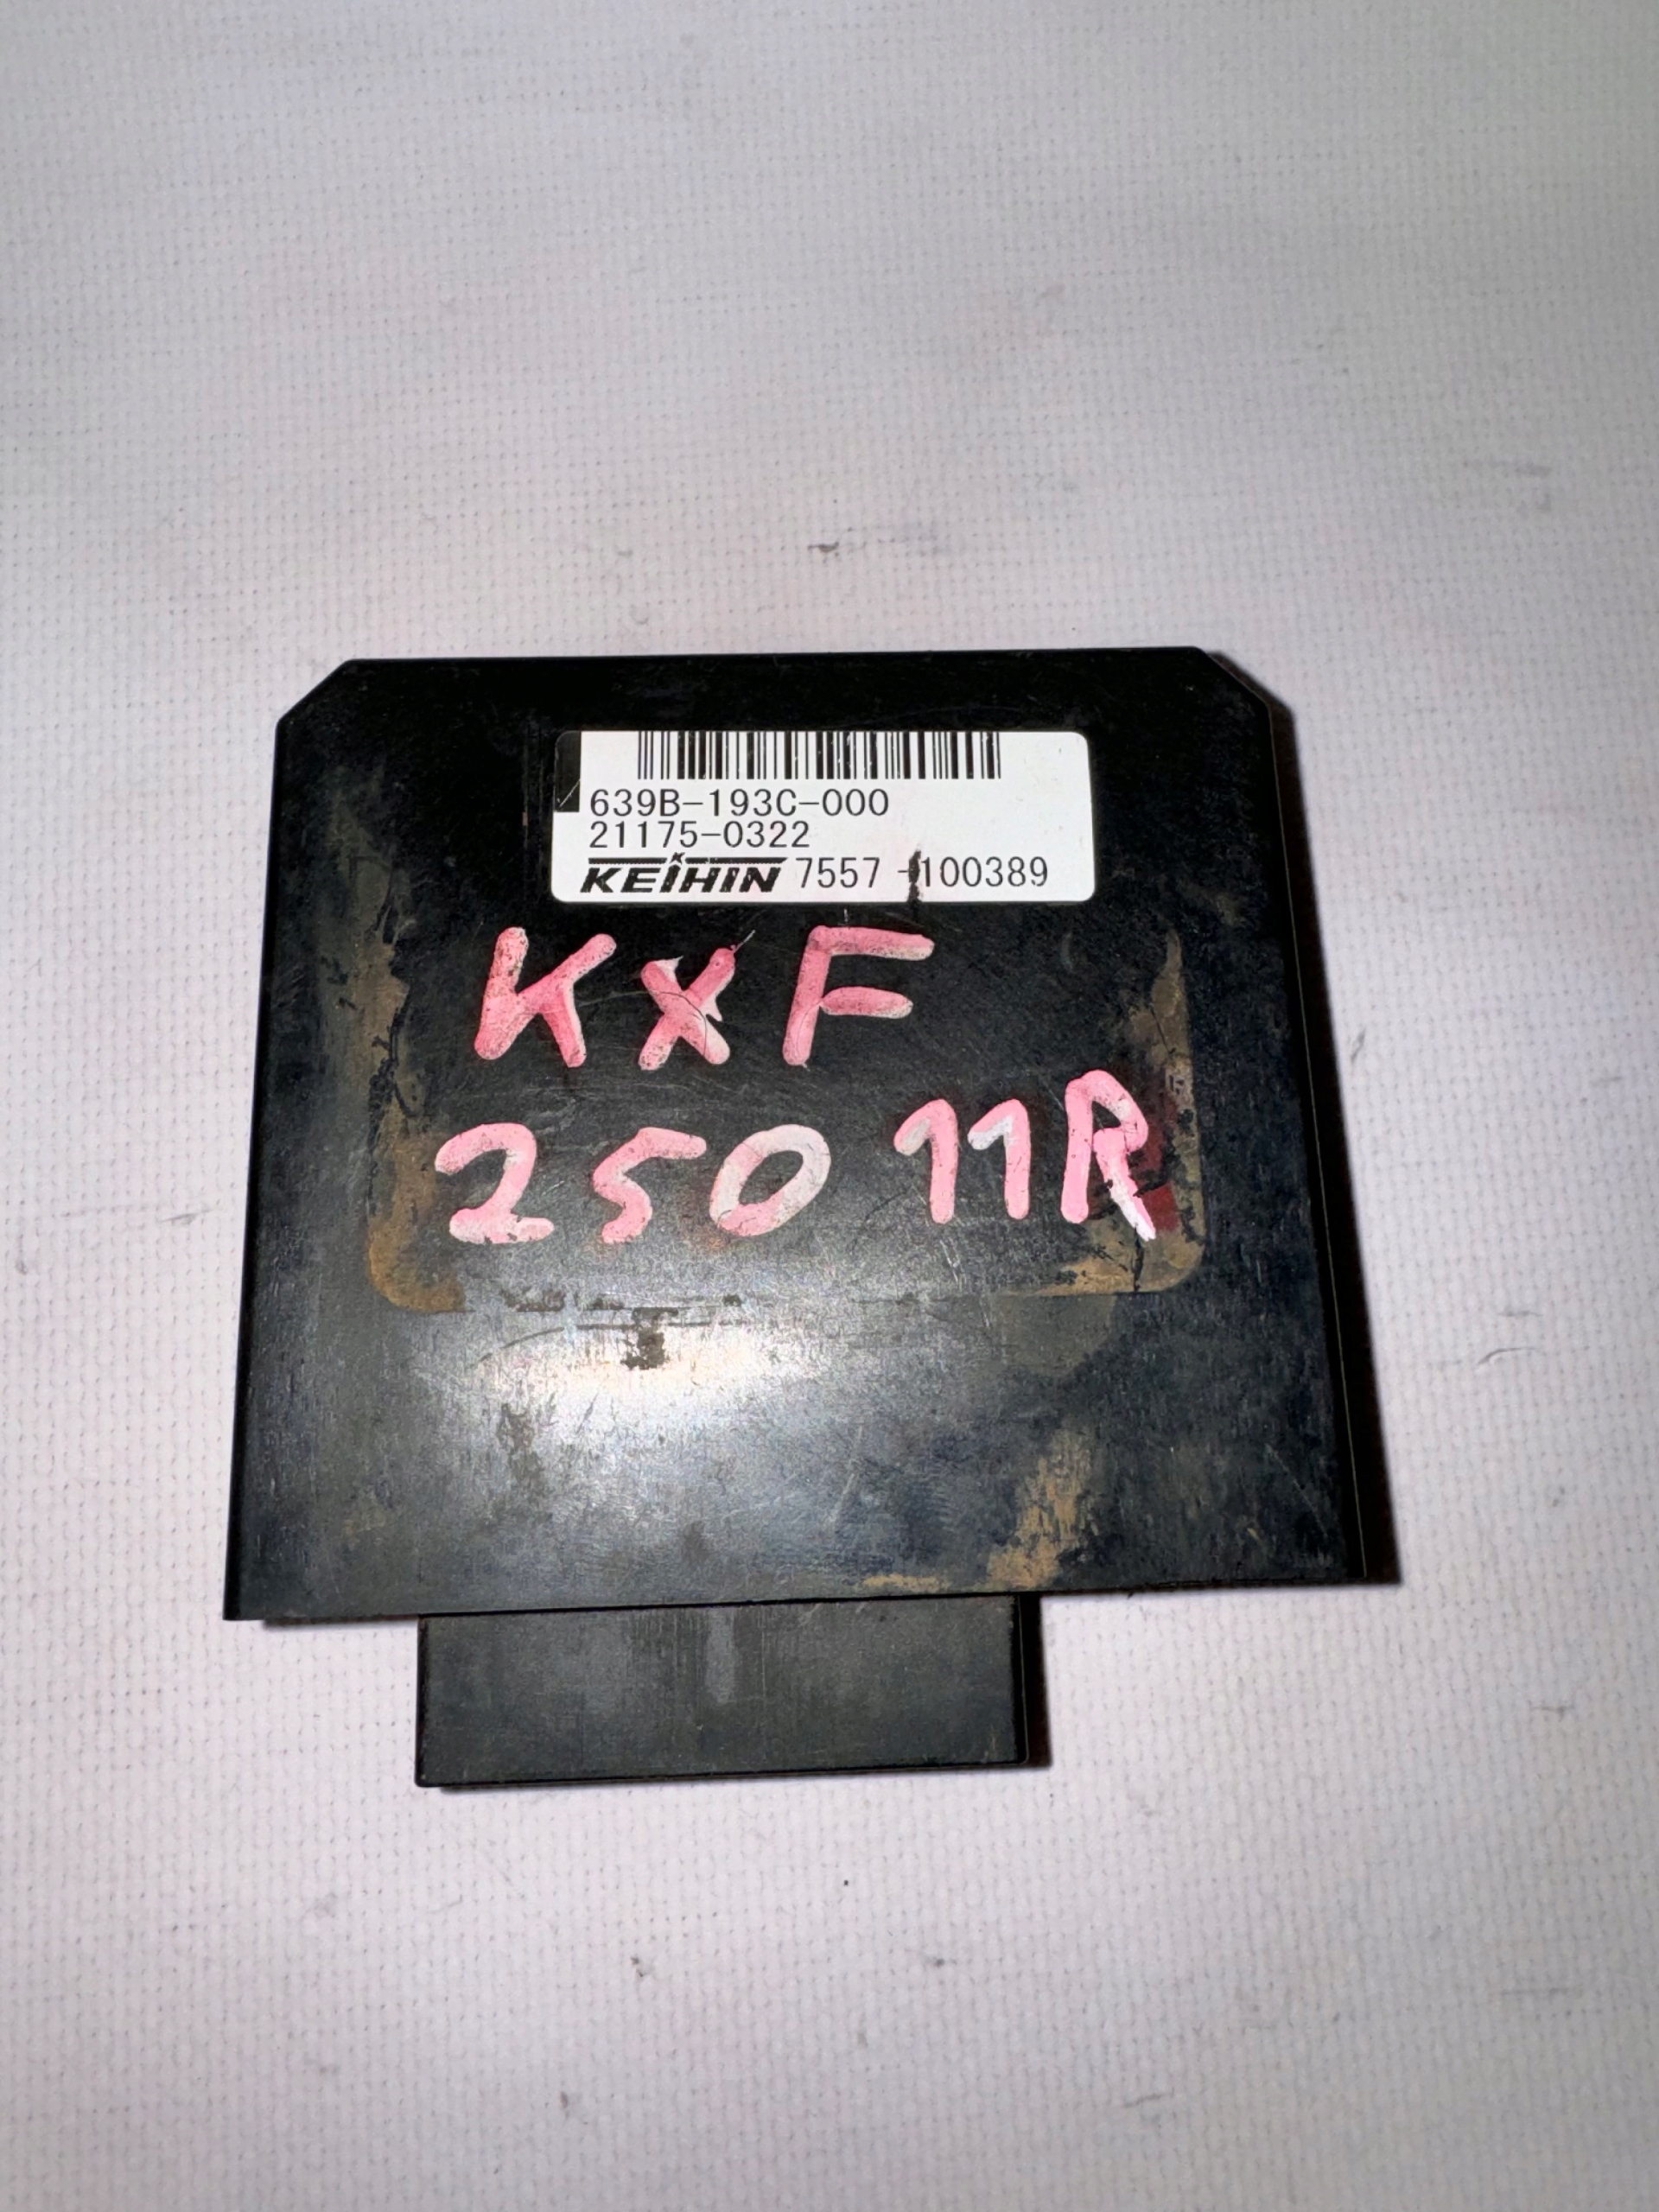 639B-193C-000
21175-0322
KEIHIN 7557 -100389
KXF
250 11R